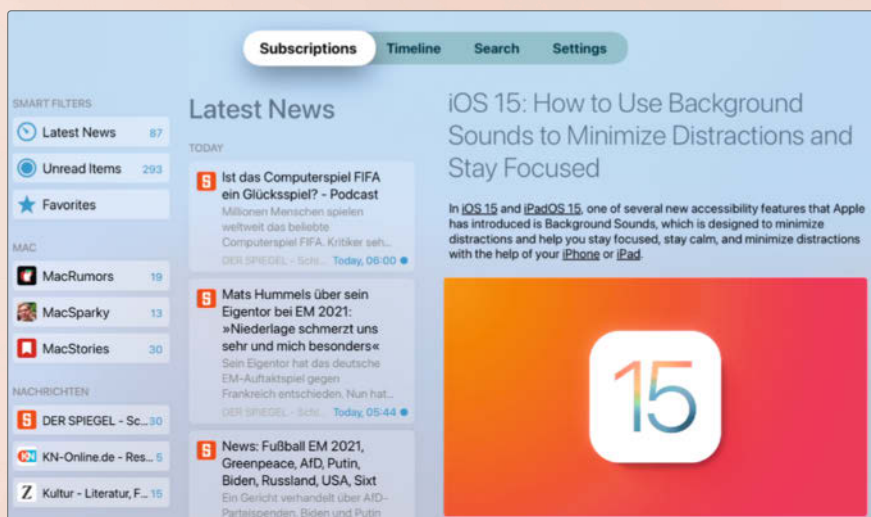 Subscriptions Timeline Search Settings
SMART FILTERS
Latest News 87
Unread Items 293
Favorites
MAC
MacRumors 19
MacSparky 13
MacStories 30
NACHRICHTEN
DER SPIEGEL - Sc... 30
KN-Online.de - Res... 5
Kultur - Literatur, F... 15
Latest News
TODAY
Ist das Computerspiel FIFA
ein Glücksspiel? - Podcast
Millionen Menschen spielen
weltweit das beliebte
Computerspiel FIFA. Kritiker seh...
DER SPIEGEL - Schl... Today, 06:00
Mats Hummels über sein
Eigentor bei EM 2021:
»Niederlage schmerzt uns
sehr und mich besonders«
Sein Eigentor hat das deutsche
EM-Auftaktspiel gegen
Frankreich entschieden. Nun hat...
DER SPIEGEL - Schl... Today, 05:44
News: Fußball EM 2021,
Greenpeace, AfD, Putin,
Biden, Russland, USA, Sixt
Ein Gericht verhandelt über AfD-
Parteispenden. Biden und Putin
iOS 15: How to Use Background
Sounds to Minimize Distractions and
Stay Focused
In iOS 15 and iPadOS 15, one of several new accessibility features that Apple
has introduced is Background Sounds, which is designed to minimize
distractions and help you stay focused, stay calm, and minimize distractions
with the help of your iPhone or iPad.
15